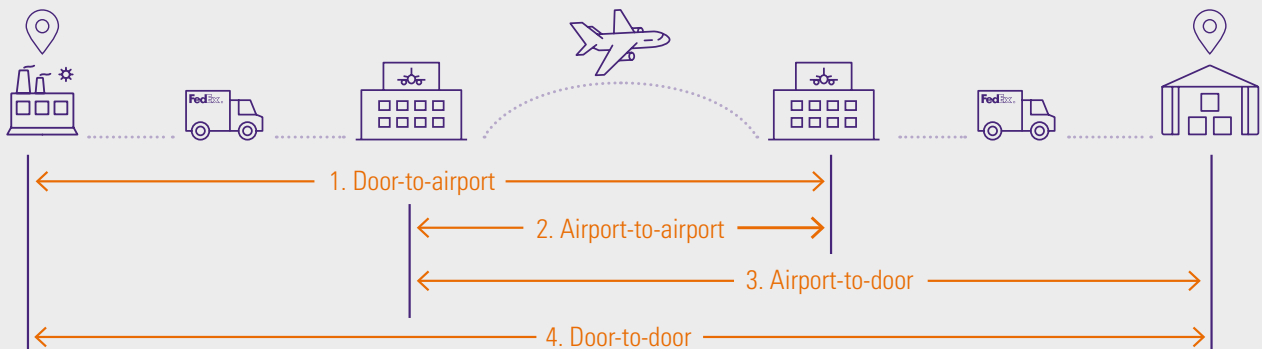 FedEx.
FedEx.
1. Door-to-airport
2. Airport-to-airport
3. Airport-to-door
4. Door-to-door